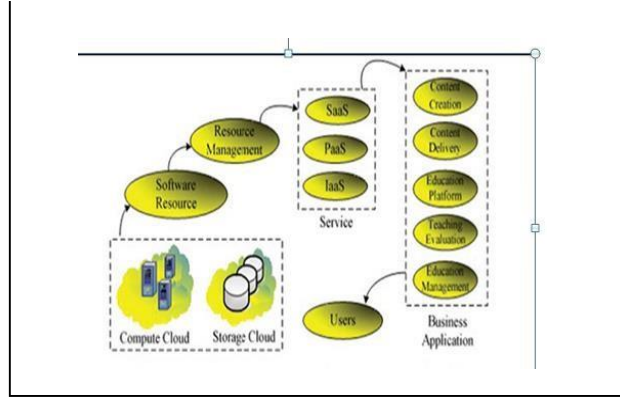 Content
Creation
SaaS
Resource
Management
Content
Delivery
PaaS
Software
Resource
Education
Platform
IaaS
Service
Teaching
Evaluation
Education
Management
Users
Business
Application
Compute Cloud
Storage Cloud